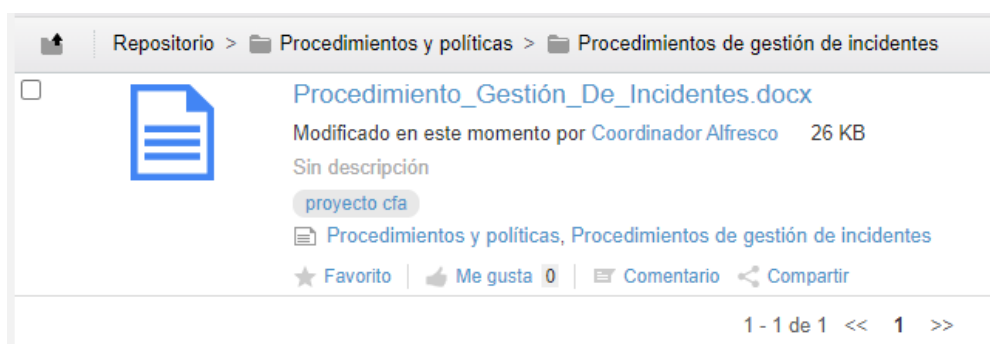 Repositorio > Procedimientos y políticas > Procedimientos de gestión de incidentes
Procedimiento_Gestión_De_Incidentes.docx
Modificado en este momento por Coordinador Alfresco 26 KB
Sin descripción
proyecto cfa
Procedimientos y políticas, Procedimientos de gestión de incidentes
Favorito Me gusta 0 Comentario Compartir
1 - 1 de 1 << 1 >>